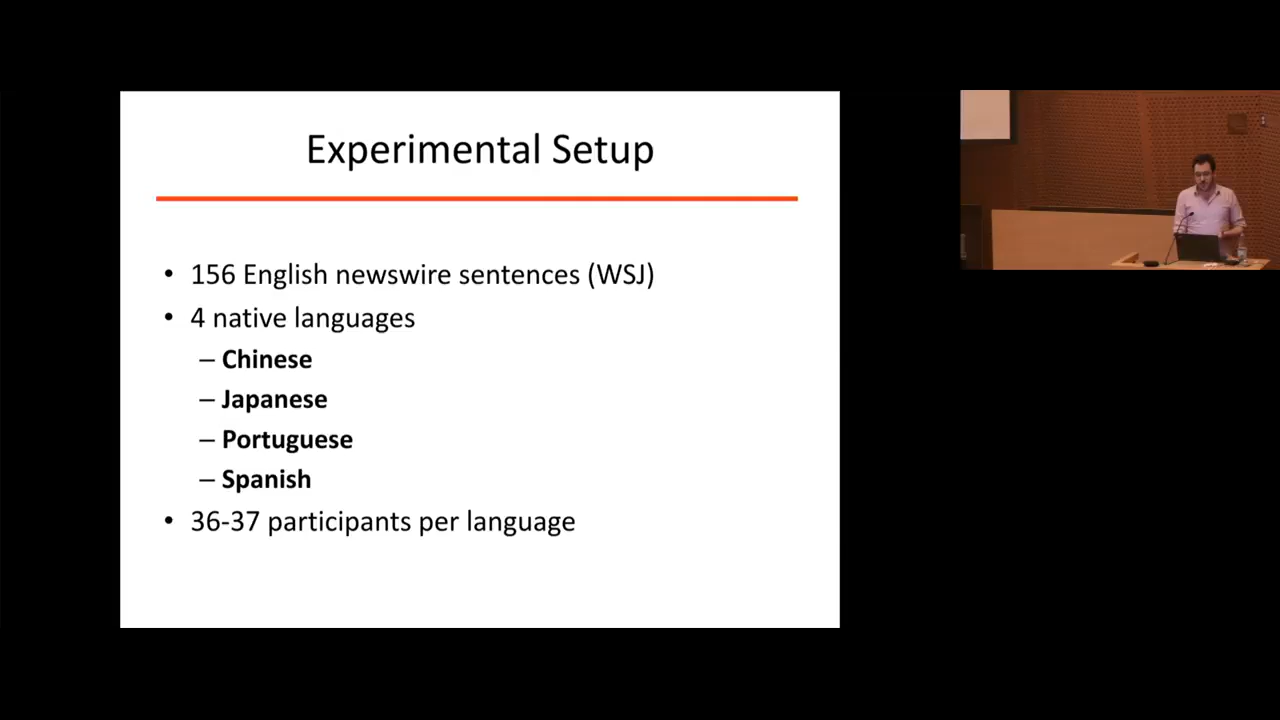 Experimental Setup
• 156 English newswire sentences (WSJ)
• 4 native languages
– Chinese
– Japanese
– Portuguese
– Spanish
• 36-37 participants per language